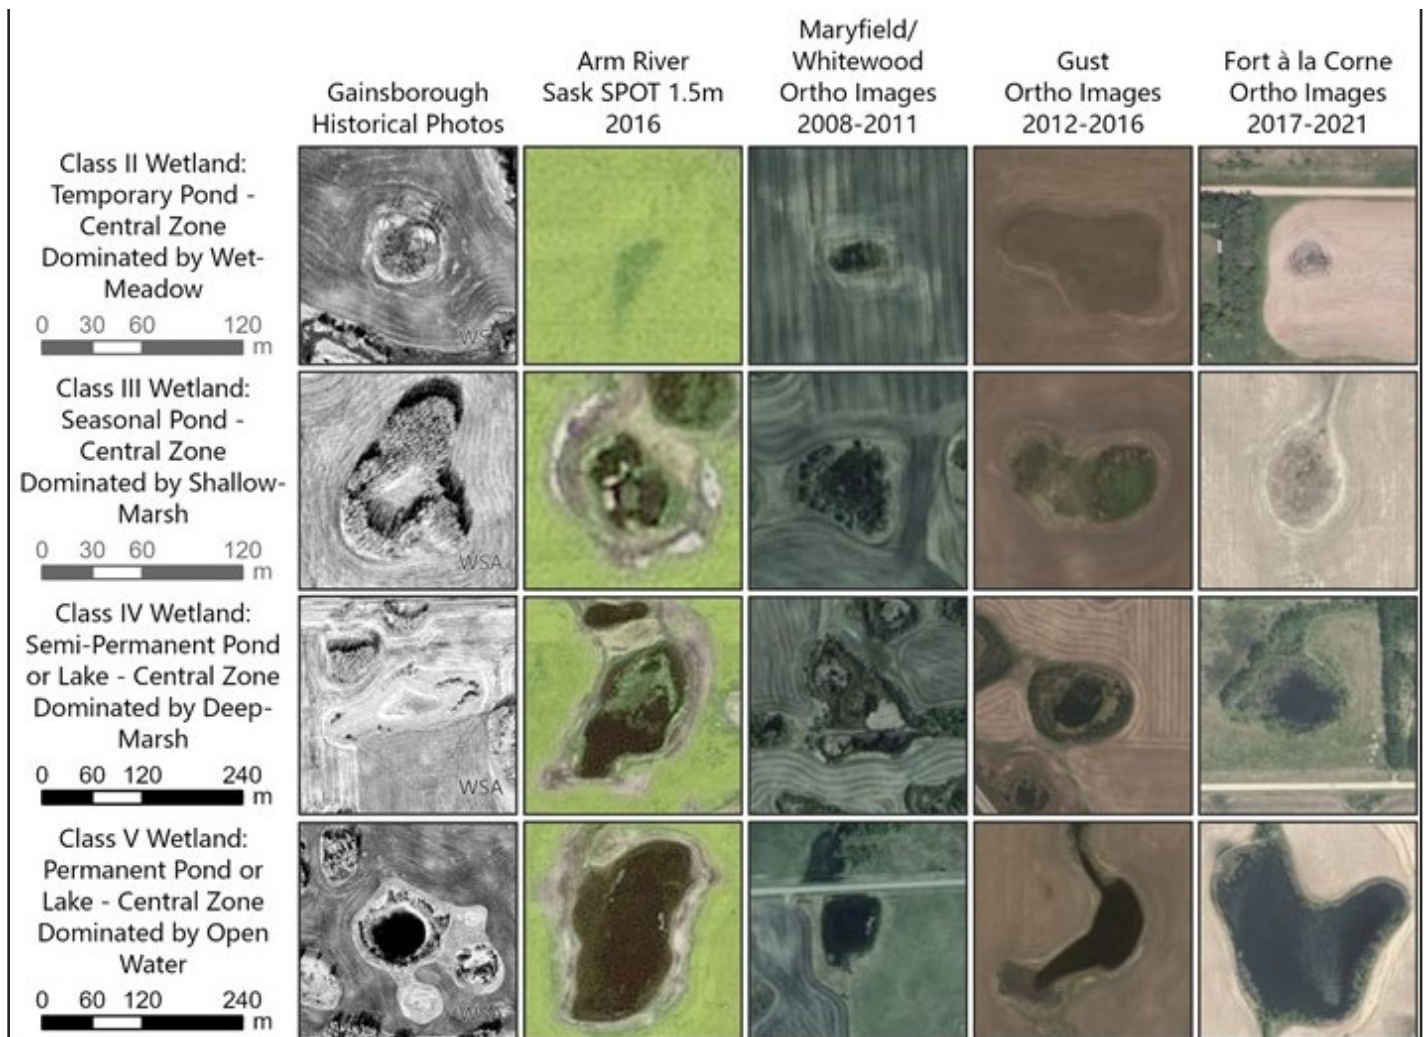 Gainsborough
Historical Photos
Arm River
Sask SPOT 1.5m
2016
Maryfield/
Whitewood
Ortho Images
2008-2011
Gust
Ortho Images
2012-2016
Fort à la Corne
Ortho Images
2017-2021
Class II Wetland:
Temporary Pond -
Central Zone
Dominated by Wet-
Meadow
0 30 60 120
m
WSA
Class III Wetland:
Seasonal Pond -
Central Zone
Dominated by Shallow-
Marsh
0 30 60 120
m
WSA
Class IV Wetland:
Semi-Permanent Pond
or Lake - Central Zone
Dominated by Deep-
Marsh
0 60 120 240
m
WSA
Class V Wetland:
Permanent Pond or
Lake - Central Zone
Dominated by Open
Water
0 60 120 240
m